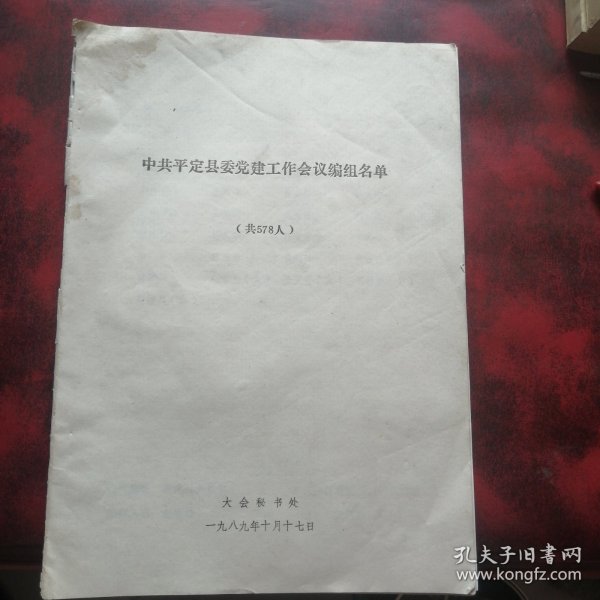 中共平定县委党建工作会议编组名单
（共578人）
大会秘书处
一九八九年十月十七日
孔夫子旧书网
www.kongfz.com